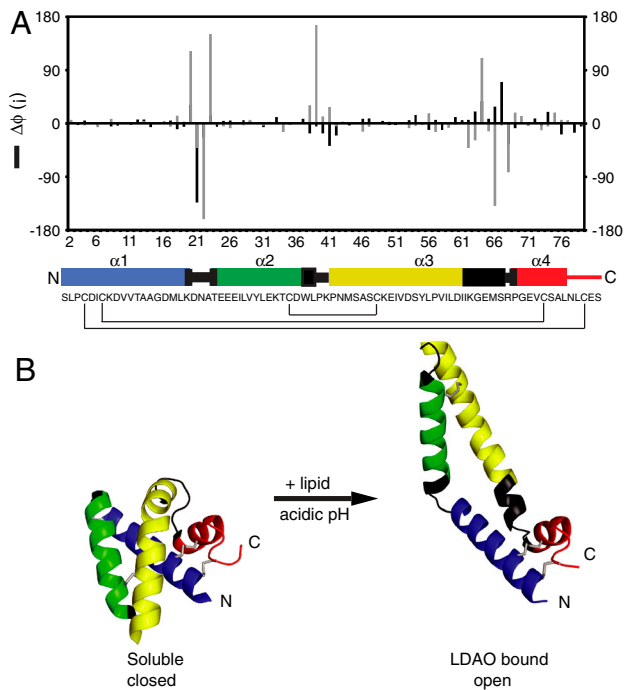 A
180 180
90 90
0 0
-90 -90
-180 -180
Δϕ (i)
2 6 11 16 21 26 31 36 41 46 51 56 61 66 71 76
α1 α2 α3 α4
N C
SLPCDICKDVVTAAGDMLKDNATEEEILVYLEKTCDWLPKPNMSASCKEIVDSYLPVILDIIKGEMSRPGEVCSALNLCES
B
+ lipid
acidic pH
C C
N N
Soluble
closed
LDAO bound
open